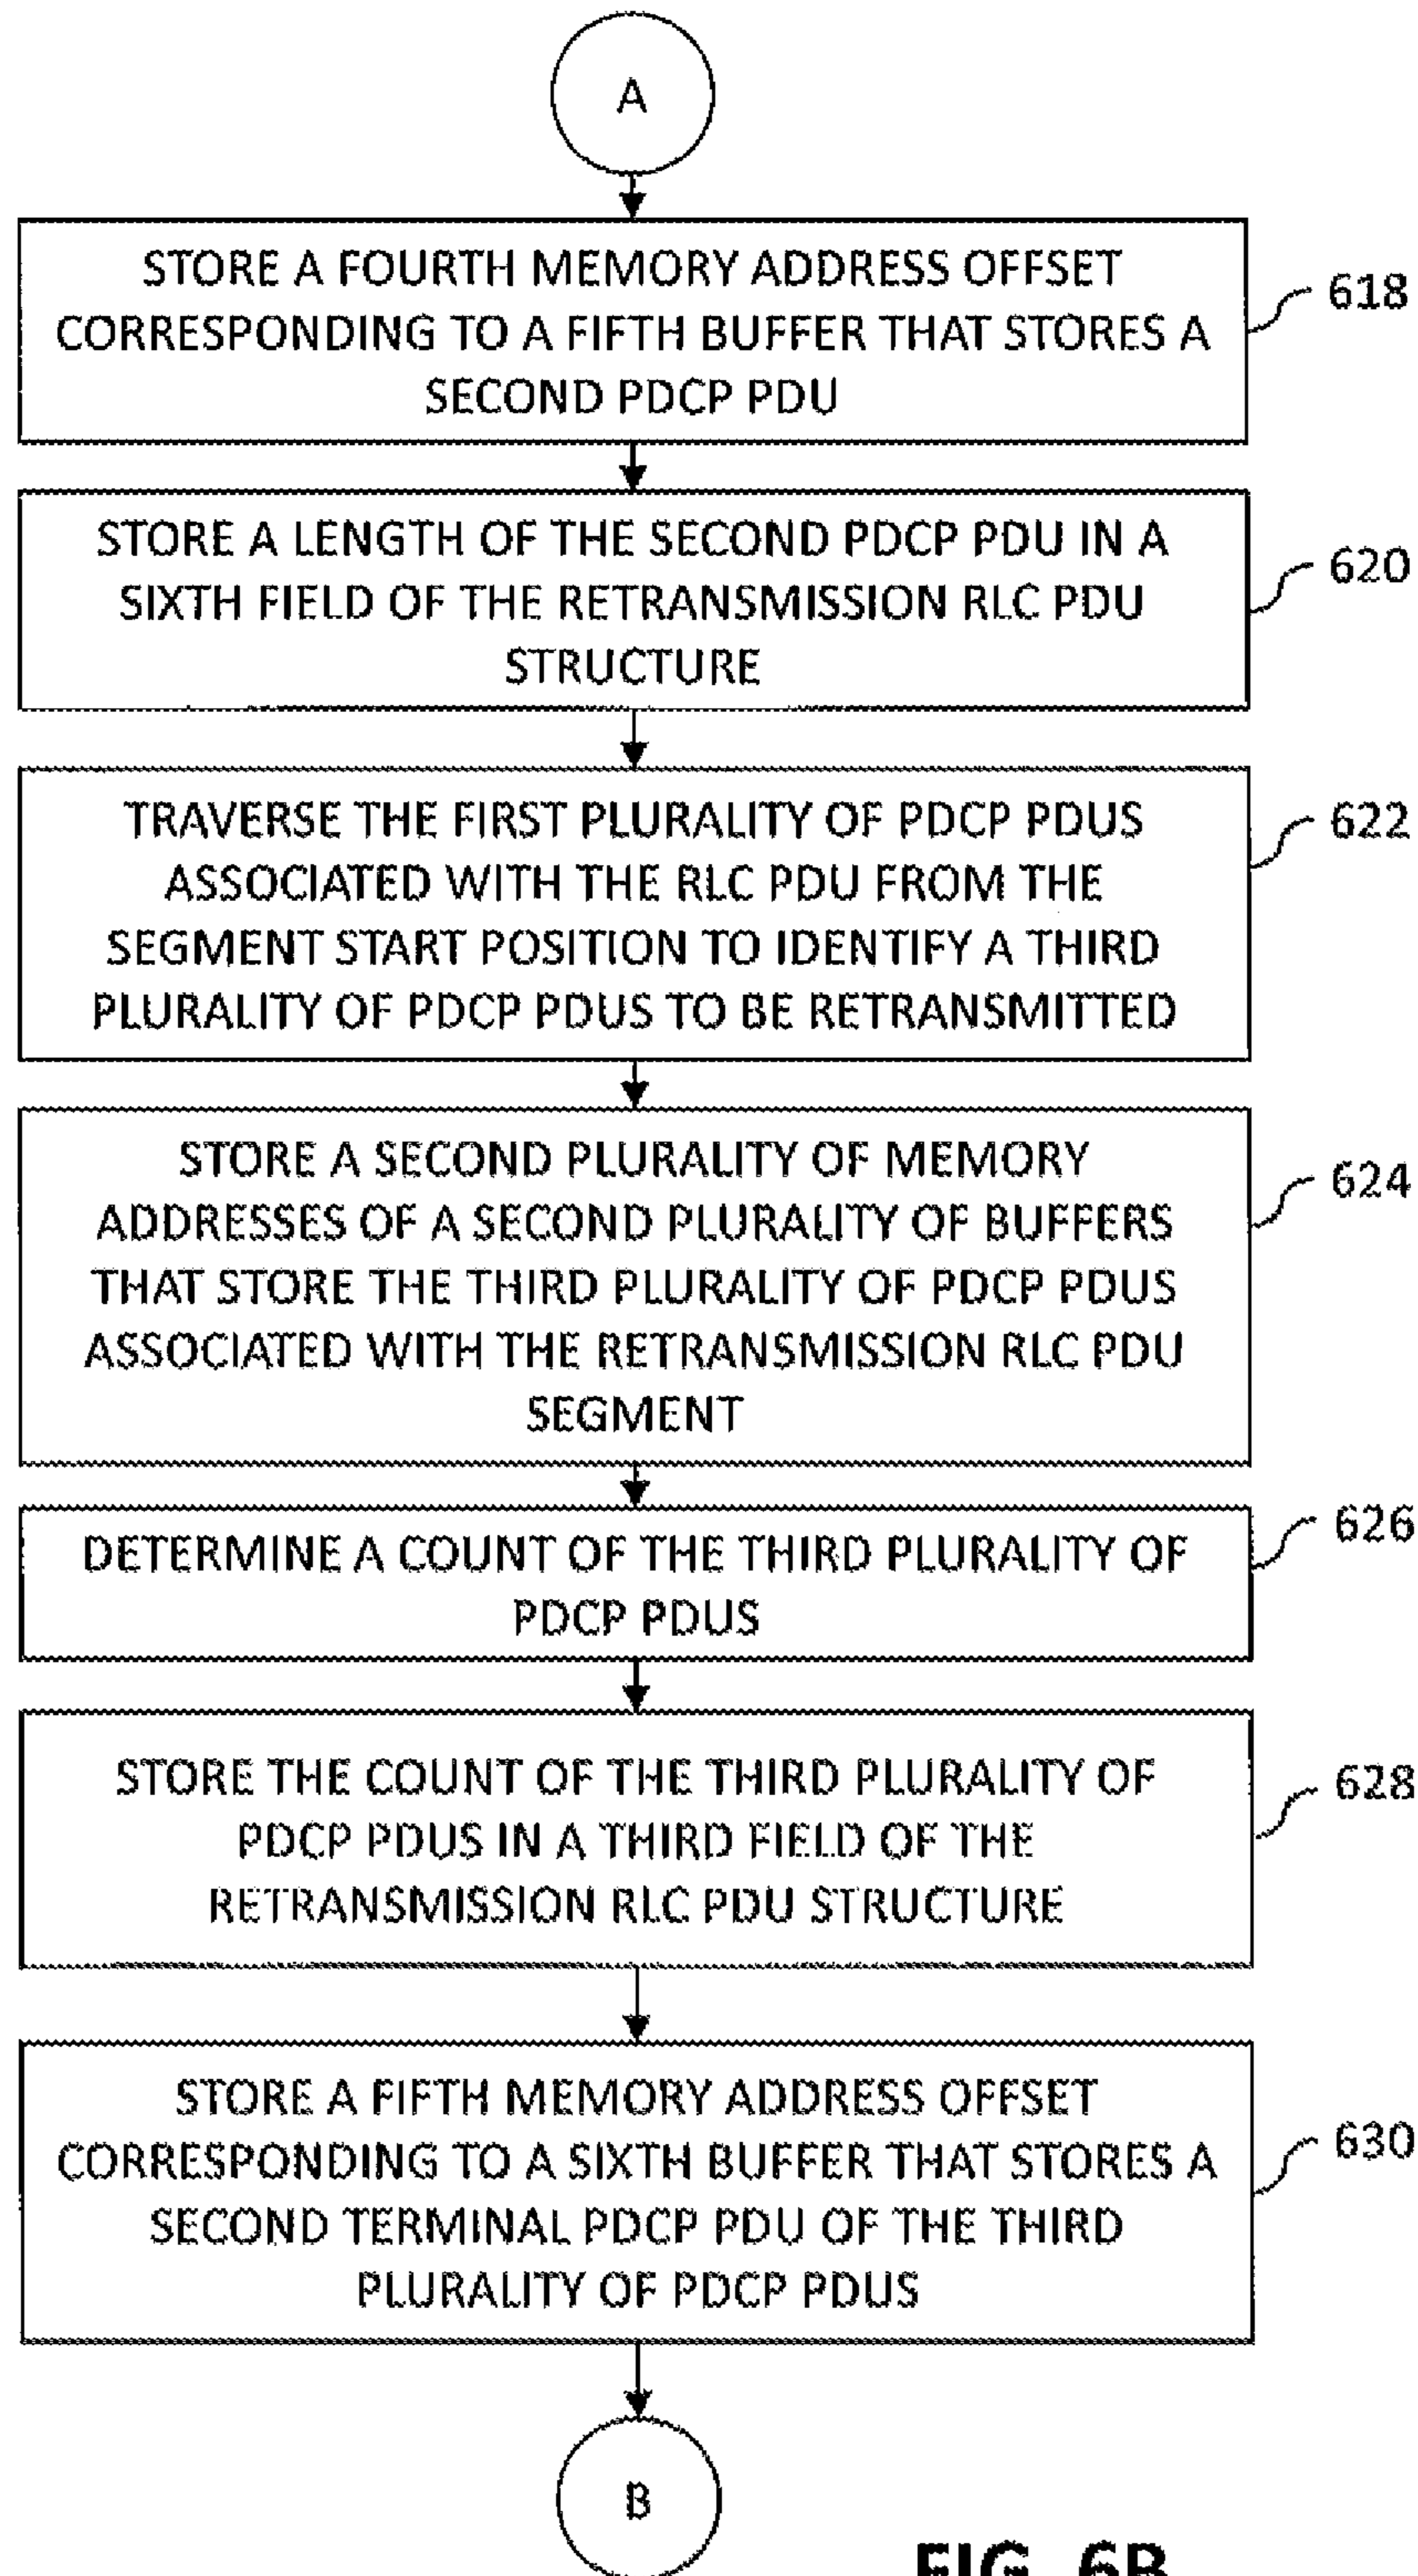 A
STORE A FOURTH MEMORY ADDRESS OFFSET
CORRESPONDING TO A FIFTH BUFFER THAT STORES A
SECOND PDCP PDU
618
STORE A LENGTH OF THE SECOND PDCP PDU IN A
SIXTH FIELD OF THE RETRANSMISSION RLC PDU
STRUCTURE
620
TRAVERSE THE FIRST PLURALITY OF PDCP PDUS
ASSOCIATED WITH THE RLC PDU FROM THE
SEGMENT START POSITION TO IDENTIFY A THIRD
PLURALITY OF PDCP PDUS TO BE RETRANSMITTED
622
STORE A SECOND PLURALITY OF MEMORY
ADDRESSES OF A SECOND PLURALITY OF BUFFERS
THAT STORE THE THIRD PLURALITY OF PDCP PDUS
ASSOCIATED WITH THE RETRANSMISSION RLC PDU
SEGMENT
624
DETERMINE A COUNT OF THE THIRD PLURALITY OF
PDCP PDUS
626
STORE THE COUNT OF THE THIRD PLURALITY OF
PDCP PDUS IN A THIRD FIELD OF THE
RETRANSMISSION RLC PDU STRUCTURE
628
STORE A FIFTH MEMORY ADDRESS OFFSET
CORRESPONDING TO A SIXTH BUFFER THAT STORES A
SECOND TERMINAL PDCP PDU OF THE THIRD
PLURALITY OF PDCP PDUS
630
B
FIG. 6B